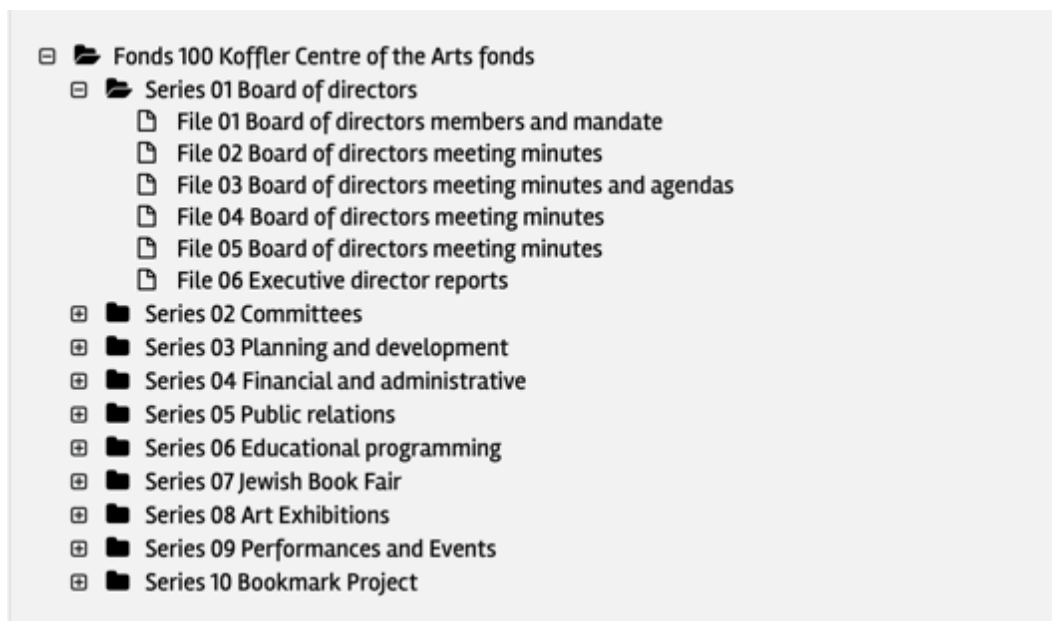 Fonds 100 Koffler Centre of the Arts fonds
Series 01 Board of directors
File 01 Board of directors members and mandate
File 02 Board of directors meeting minutes
File 03 Board of directors meeting minutes and agendas
File 04 Board of directors meeting minutes
File 05 Board of directors meeting minutes
File 06 Executive director reports
Series 02 Committees
Series 03 Planning and development
Series 04 Financial and administrative
Series 05 Public relations
Series 06 Educational programming
Series 07 Jewish Book Fair
Series 08 Art Exhibitions
Series 09 Performances and Events
Series 10 Bookmark Project